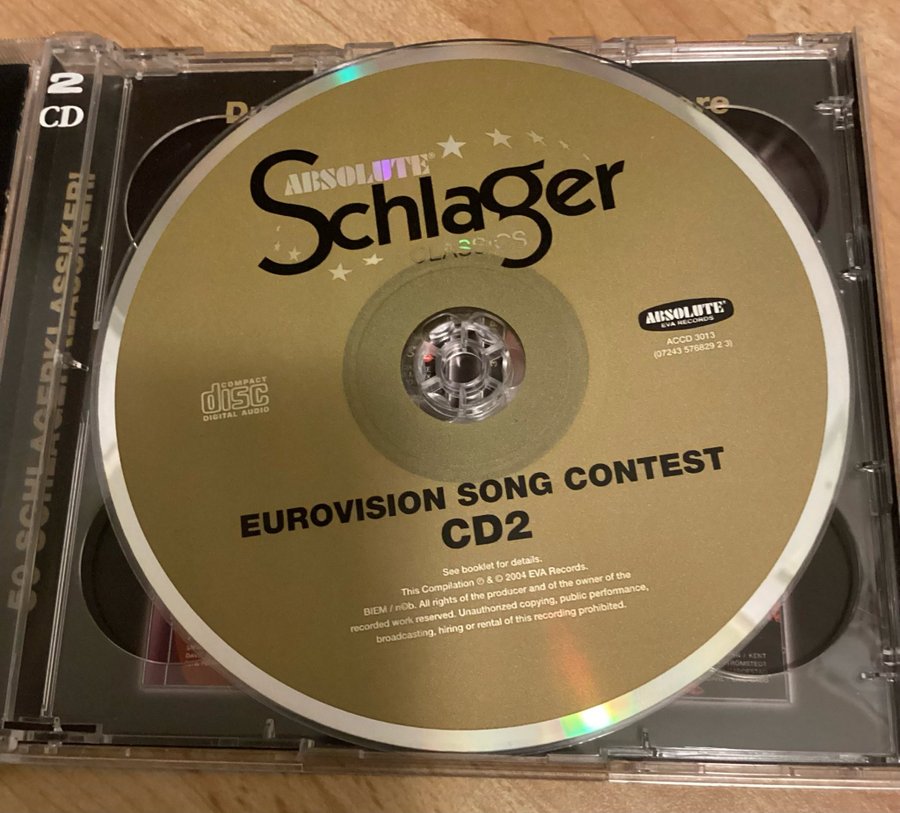 2
CD
50 SCHLAGERKLASSIKER!
ABSOLUTE
Schlager
CLASSICS
ABSOLUTE
EVA RECORDS
ACCD 3013
(07243 576829 2 3)
COMPACT
disc
DIGITAL AUDIO
EUROVISION SONG CONTEST
CD2
See booklet for details.
This Compilation ℗ & © 2004 EVA Records.
BIEM / n©b. All rights of the producer and of the owner of the
recorded work reserved. Unauthorized copying, public performance,
broadcasting, hiring or rental of this recording prohibited.
/ KENT